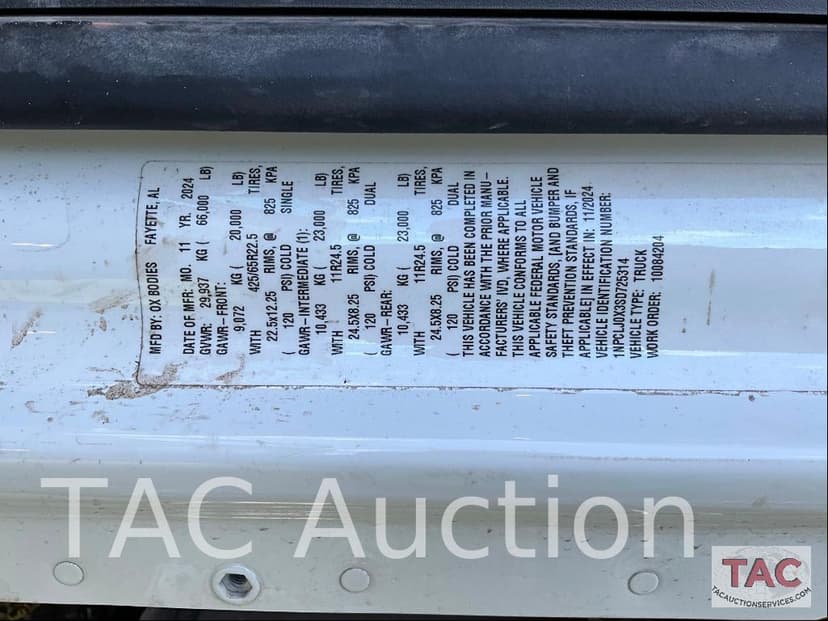 MFD BY: OX BODIES FAYETTE, AL
DATE OF MFR: MO. 11 YR. 2024
GVWR: 29,937 KG ( 66,000 LB)
GAWR-FRONT:
9,072 KG ( 20,000 LB)
WITH 425/65R22.5 TIRES,
22.5x12.25 RIMS, @ 825 KPA
( 120 PSI) COLD SINGLE
GAWR-INTERMEDIATE (1):
10,433 KG ( 23,000 LB)
WITH 11R24.5 TIRES,
24.5X8.25 RIMS @ 825 KPA
( 120 PSI) COLD DUAL
GAWR-REAR:
10,433 KG ( 23,000 LB)
WITH 11R24.5 TIRES,
24.5X8.25 RIMS, @ 825 KPA
( 120 PSI) COLD DUAL
THIS VEHICLE HAS BEEN COMPLETED IN
ACCORDANCE WITH THE PRIOR MANU-
FACTURERS' IVD, WHERE APPLICABLE.
THIS VEHICLE CONFORMS TO ALL
APPLICABLE FEDERAL MOTOR VEHICLE
SAFETY STANDARDS, [AND BUMPER AND
THEFT PREVENTION STANDARDS, IF
APPLICABLE] IN EFFECT IN: 11/2024.
VEHICLE IDENTIFICATION NUMBER:
1NPCLJ0X3SD726314
VEHICLE TYPE: TRUCK
WORK ORDER: 10084204
TAC Auction
TAC
TACAUCTIONSERVICES.COM